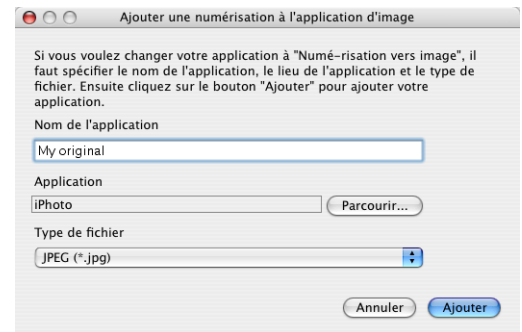 Ajouter une numérisation à l'application d'image
Si vous voulez changer votre application à "Numé-risation vers image", il
faut spécifier le nom de l'application, le lieu de l'application et le type de
fichier. Ensuite cliquez sur le bouton "Ajouter" pour ajouter votre
application.
Nom de l'application
My original
Application
iPhoto
Parcourir...
Type de fichier
JPEG (*.jpg)
Annuler
Ajouter